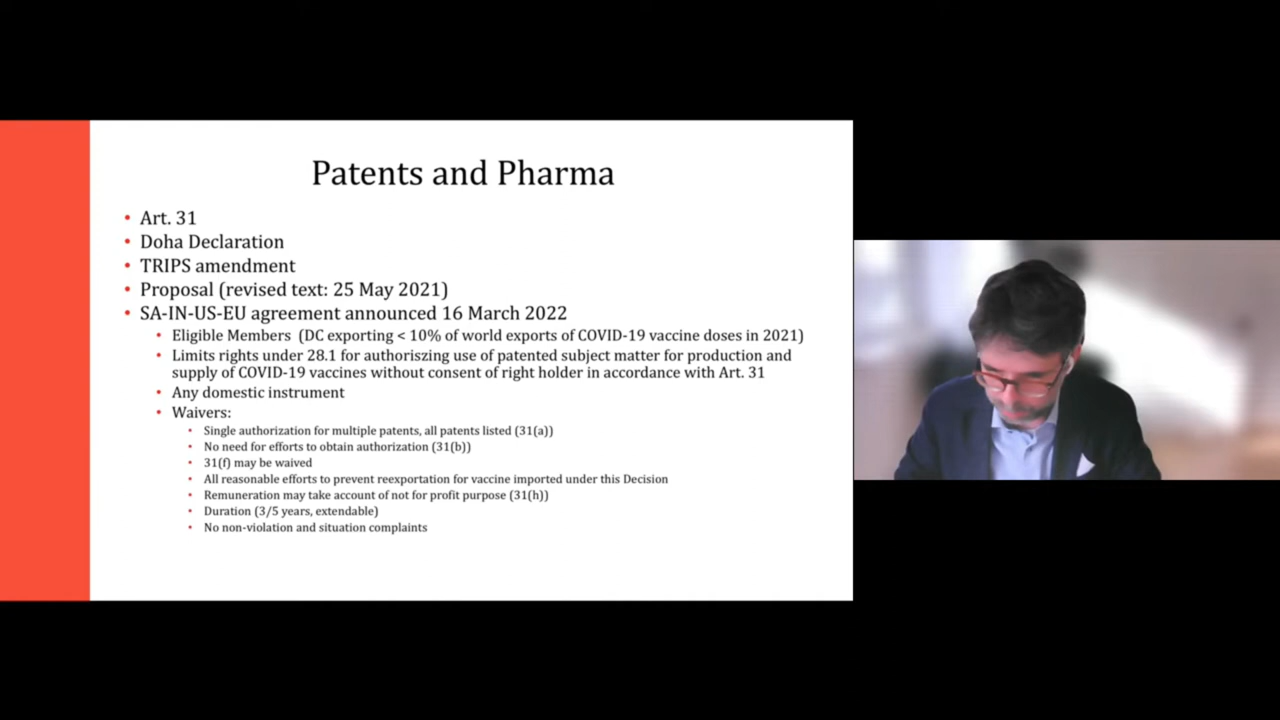 Patents and Pharma
• Art. 31
• Doha Declaration
• TRIPS amendment
• Proposal (revised text: 25 May 2021)
• SA-IN-US-EU agreement announced 16 March 2022
• Eligible Members (DC exporting < 10% of world exports of COVID-19 vaccine doses in 2021)
• Limits rights under 28.1 for authoriszing use of patented subject matter for production and
supply of COVID-19 vaccines without consent of right holder in accordance with Art. 31
• Any domestic instrument
• Waivers:
• Single authorization for multiple patents, all patents listed (31(a))
• No need for efforts to obtain authorization (31(b))
• 31(f) may be waived
• All reasonable efforts to prevent reexportation for vaccine imported under this Decision
• Remuneration may take account of not for profit purpose (31(h))
• Duration (3/5 years, extendable)
• No non-violation and situation complaints